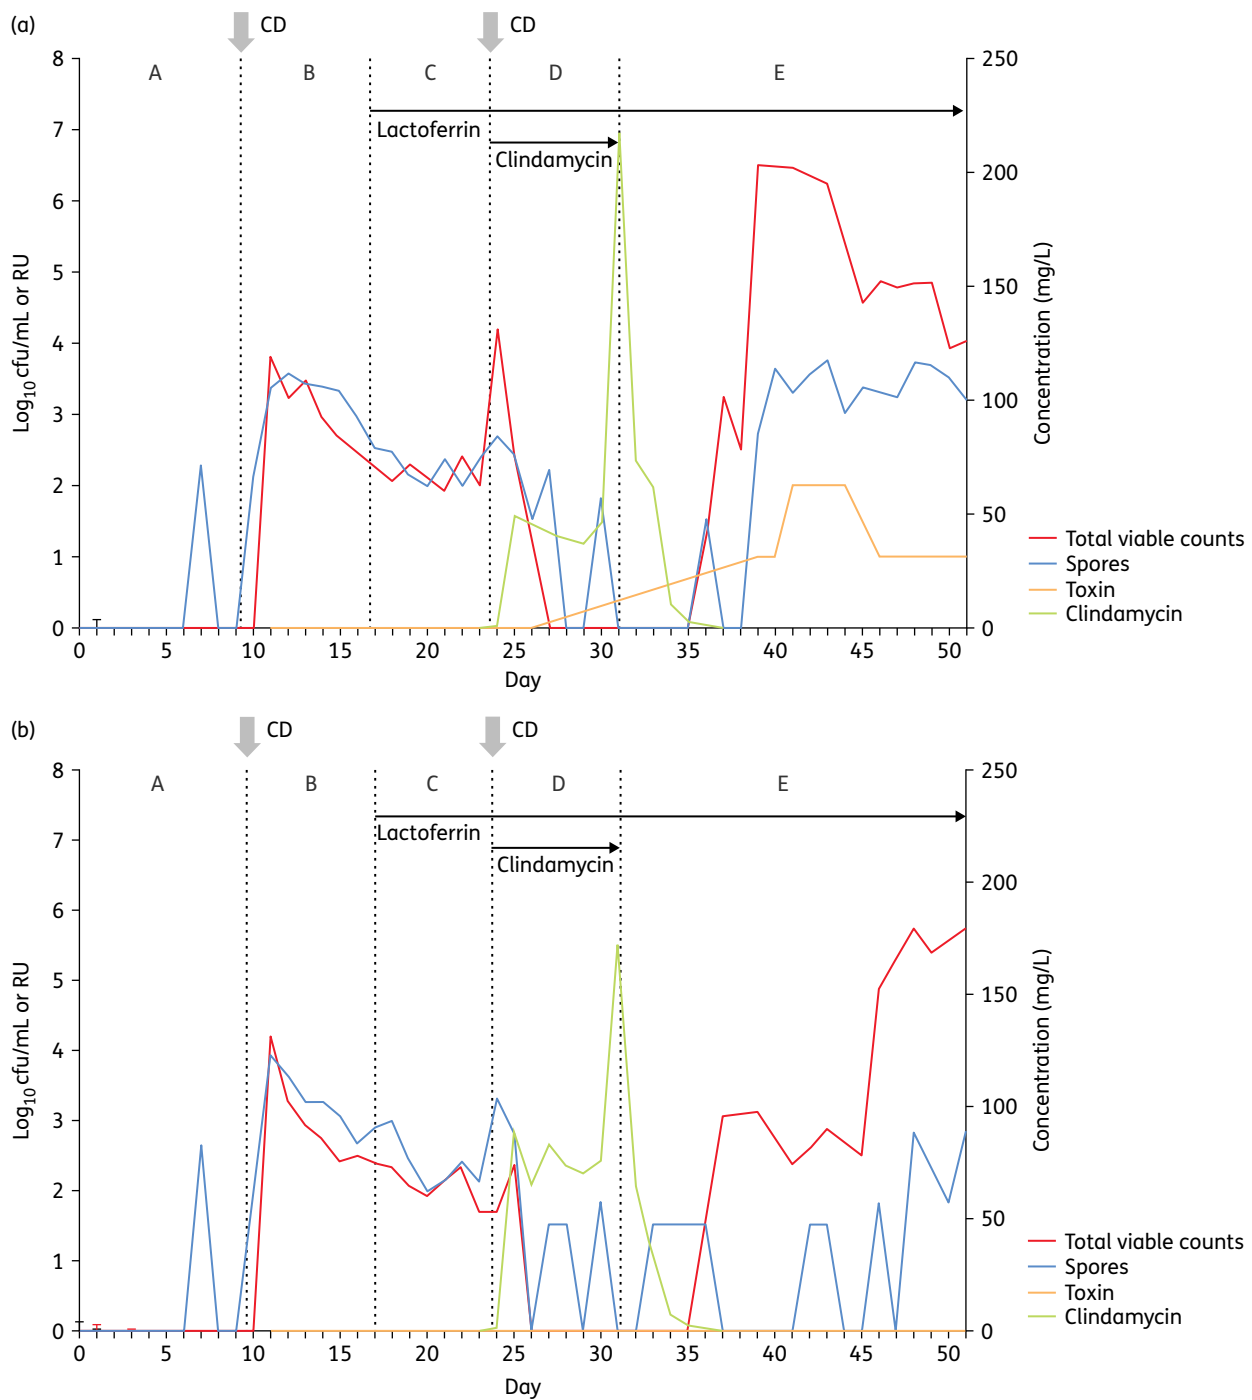 (a)
CD
CD
A
B
C
D
E
Lactoferrin
Clindamycin
8
7
6
5
4
3
2
1
0
Log10 cfu/mL or RU
250
200
150
100
50
0
Concentration (mg/L)
0 5 10 15 20 25 30 35 40 45 50
Day
Total viable counts
Spores
Toxin
Clindamycin
(b)
CD
CD
A
B
C
D
E
Lactoferrin
Clindamycin
8
7
6
5
4
3
2
1
0
Log10 cfu/mL or RU
250
200
150
100
50
0
Concentration (mg/L)
0 5 10 15 20 25 30 35 40 45 50
Day
Total viable counts
Spores
Toxin
Clindamycin